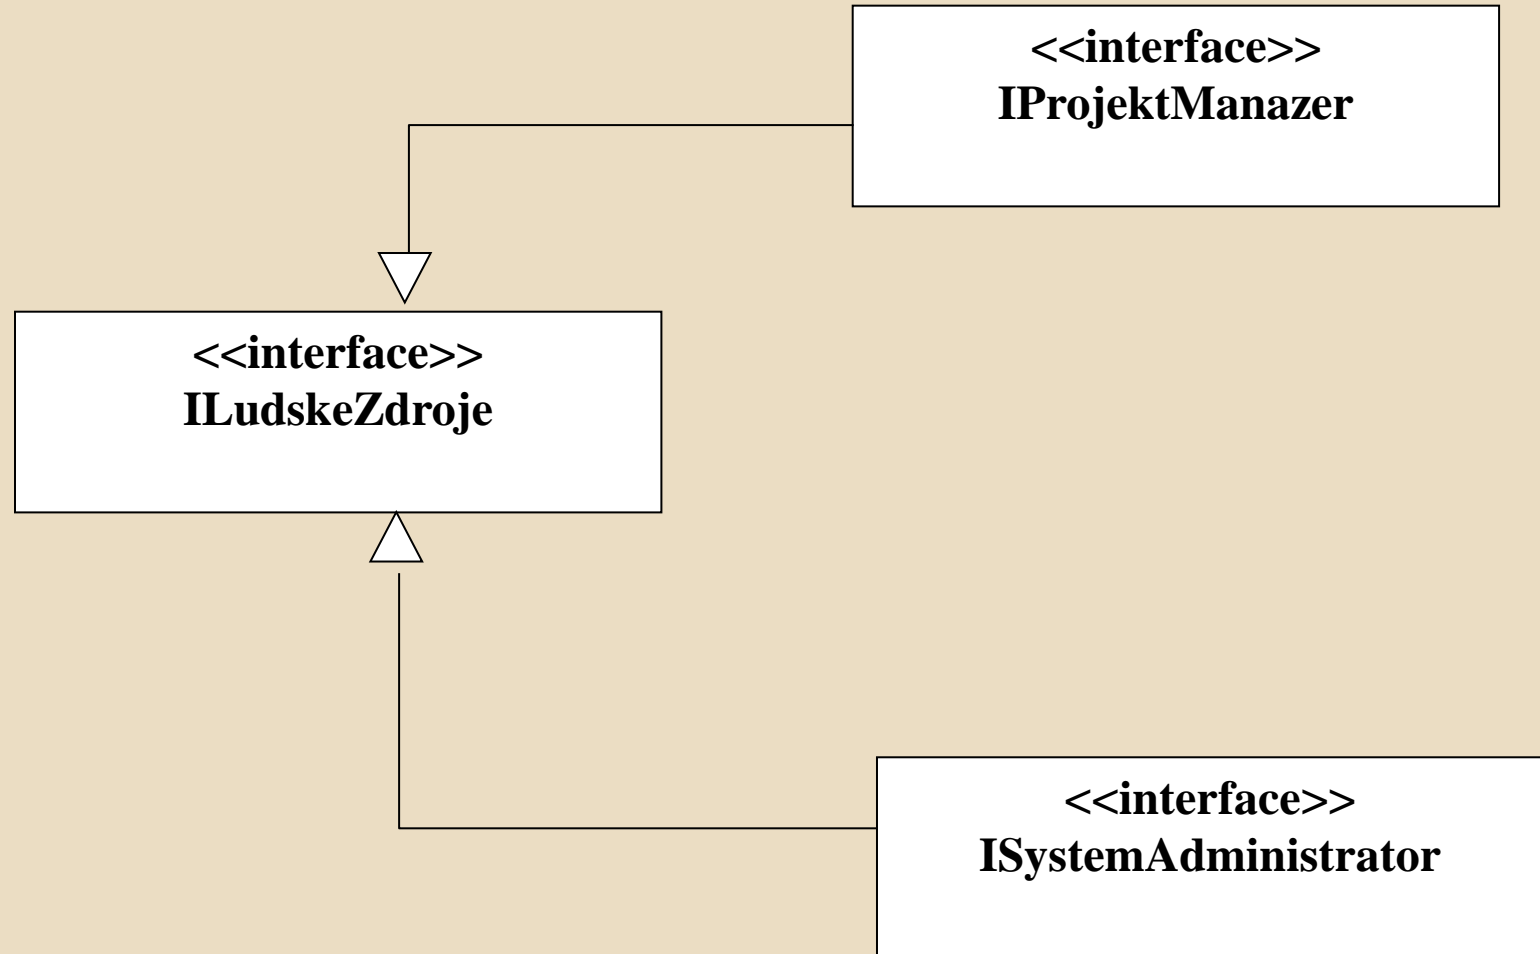 <<interface>>
IProjektManazer
<<interface>>
ILudskeZdroje
<<interface>>
ISystemAdministrator